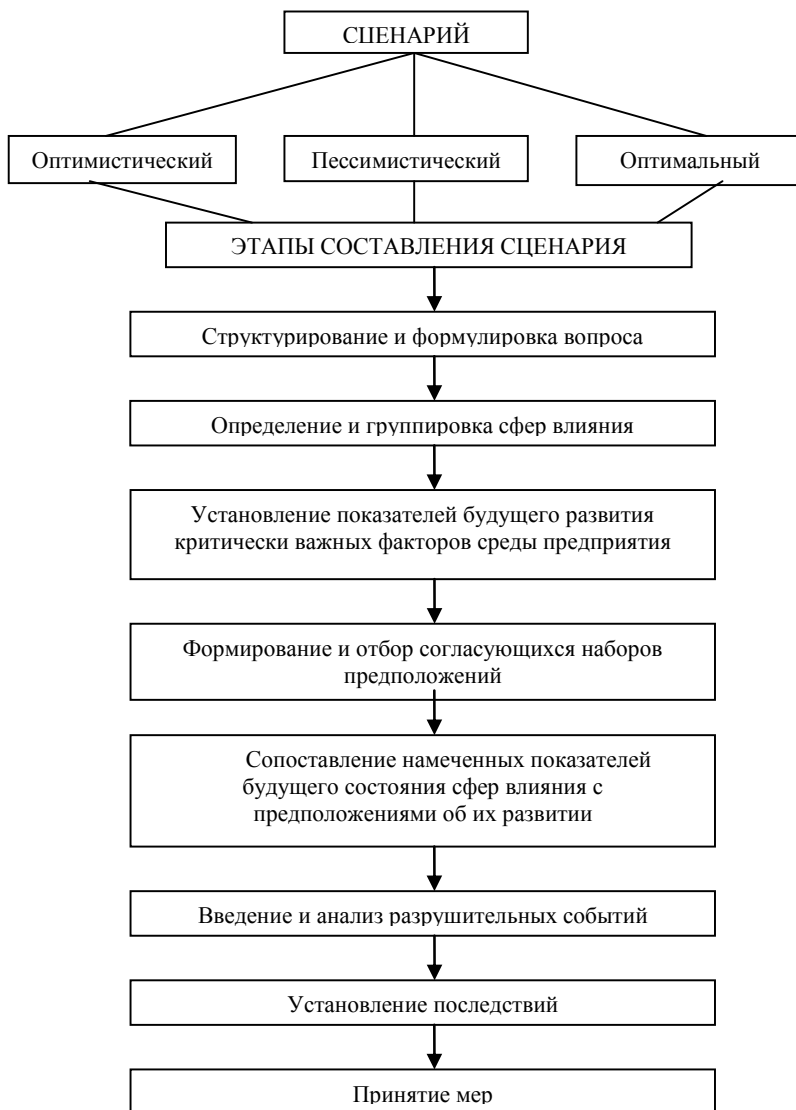 СЦЕНАРИЙ
Оптимистический
Пессимистический
Оптимальный
ЭТАПЫ СОСТАВЛЕНИЯ СЦЕНАРИЯ
Структурирование и формулировка вопроса
Определение и группировка сфер влияния
Установление показателей будущего развития
критически важных факторов среды предприятия
Формирование и отбор согласующихся наборов
предположений
Сопоставление намеченных показателей
будущего состояния сфер влияния с
предположениями об их развитии
Введение и анализ разрушительных событий
Установление последствий
Принятие мер